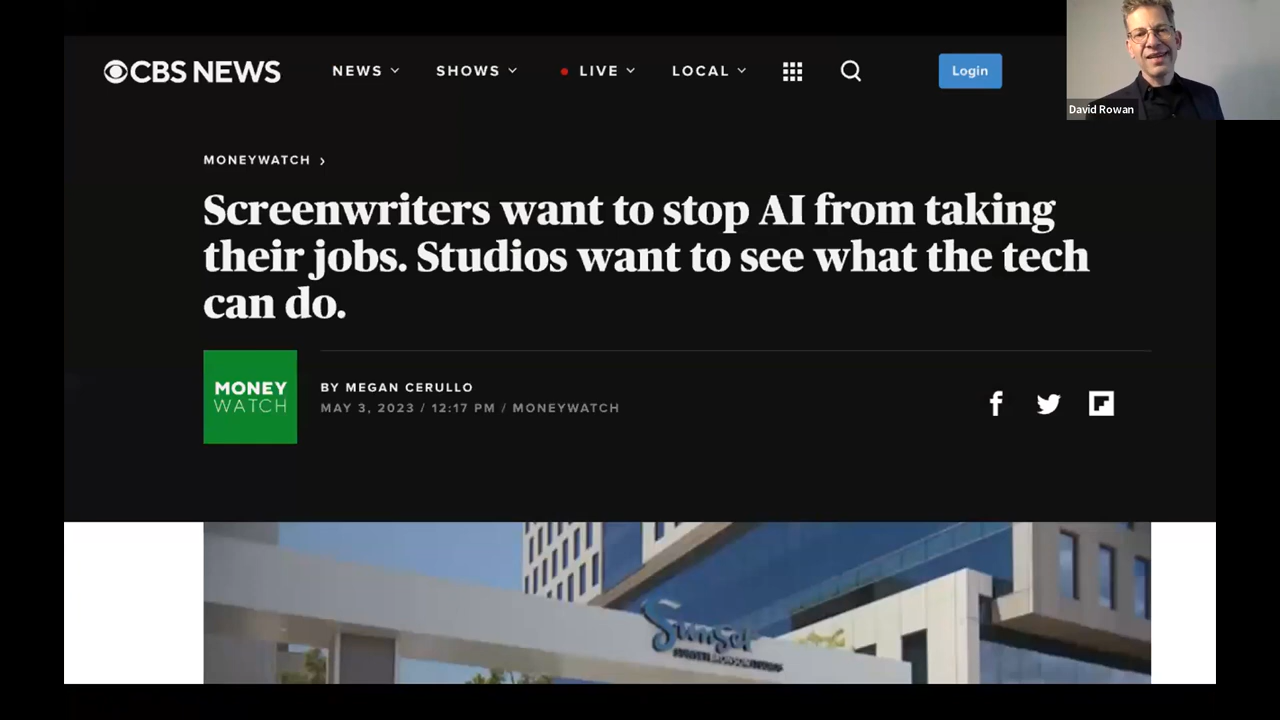 CBS NEWS NEWS SHOWS LIVE LOCAL Login
David Rowan
MONEYWATCH ›
Screenwriters want to stop AI from taking
their jobs. Studios want to see what the tech
can do.
MONEY
WATCH
BY MEGAN CERULLO
MAY 3, 2023 / 12:17 PM / MONEYWATCH
Sunset